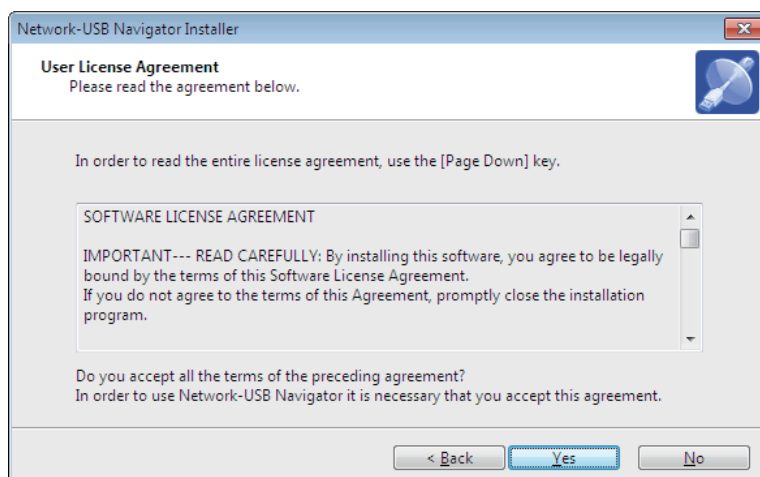 Network-USB Navigator Installer
User License Agreement
Please read the agreement below.
In order to read the entire license agreement, use the [Page Down] key.
SOFTWARE LICENSE AGREEMENT
IMPORTANT--- READ CAREFULLY: By installing this software, you agree to be legally
bound by the terms of this Software License Agreement.
If you do not agree to the terms of this Agreement, promptly close the installation
program.
Do you accept all the terms of the preceding agreement?
In order to use Network-USB Navigator it is necessary that you accept this agreement.
< Back
Yes
No